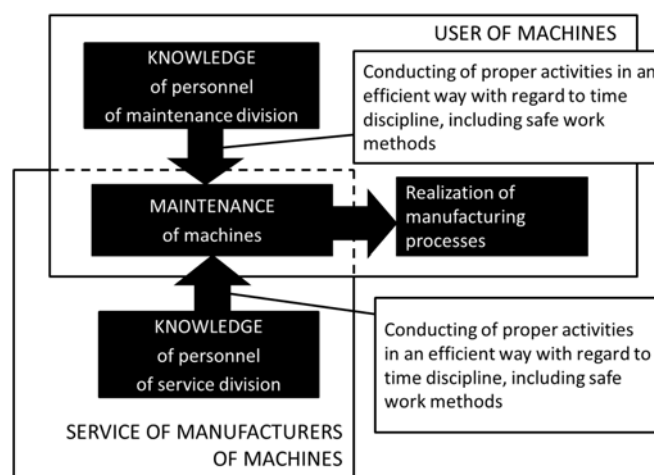 USER OF MACHINES
KNOWLEDGE
of personnel
of maintenance division
Conducting of proper activities in an
efficient way with regard to time
discipline, including safe work
methods
MAINTENANCE
of machines
Realization of
manufacturing
processes
KNOWLEDGE
of personnel
of service division
Conducting of proper activities
in an efficient way with regard to
time discipline, including safe
work methods
SERVICE OF MANUFACTURERS
OF MACHINES